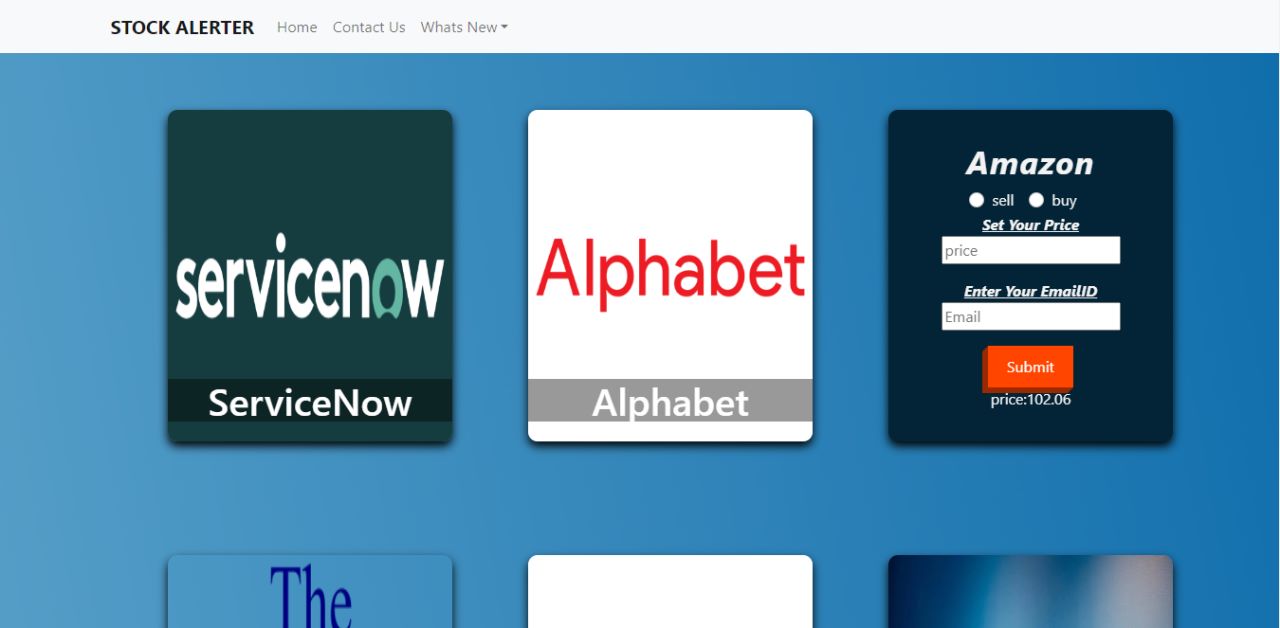 STOCK ALERTER Home Contact Us Whats New
servicenow
ServiceNow
Alphabet
Alphabet
Amazon
sell buy
Set Your Price
price
Enter Your EmailID
Email
Submit
price:102.06
The